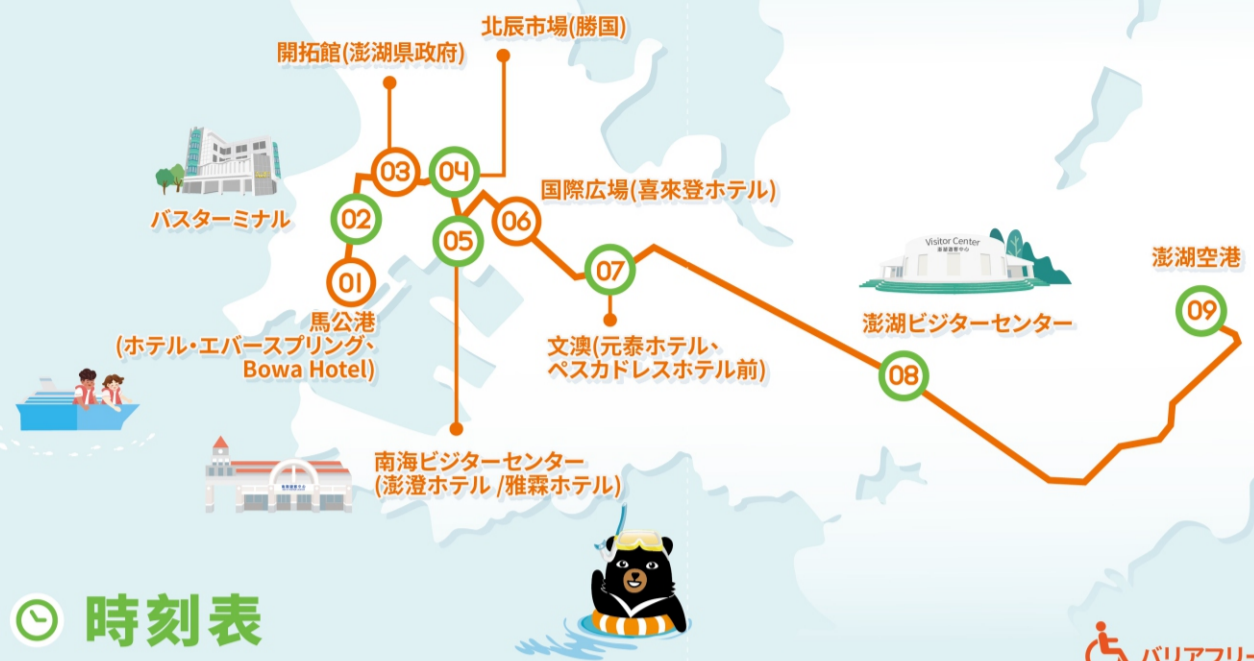 北辰市場(勝国)
開拓館(澎湖県政府)
03
04
国際広場(喜來登ホテル)
バスターミナル
02
05
06
Visitor Center
澎湖空港
01
07
09
馬公港
(ホテル・エバースプリング、
Bowa Hotel)
澎湖ビジターセンター
文澳(元泰ホテル、
ペスカドレスホテル前)
08
南海ビジターセンター
(澎澄ホテル /雅霖ホテル)
時刻表
バリアフリー